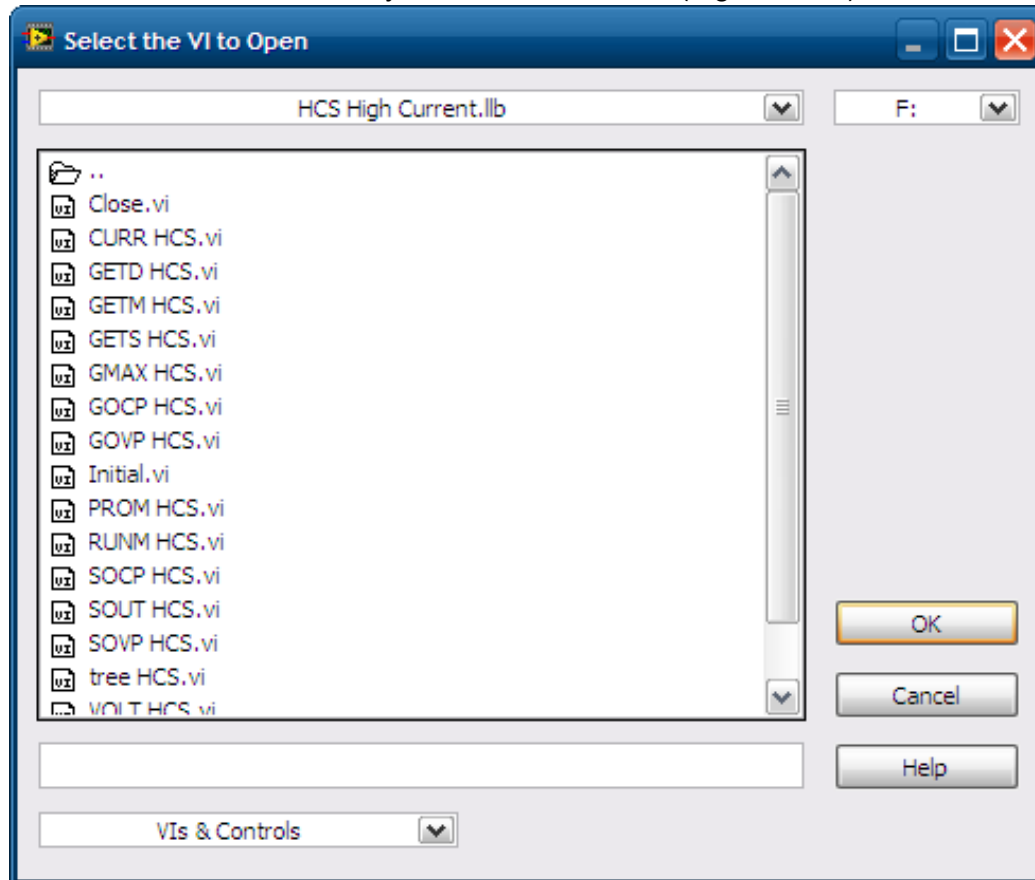 Select the VI to Open
HCS High Current.llb
F:
..
Close.vi
CURR HCS.vi
GETD HCS.vi
GETM HCS.vi
GETS HCS.vi
GMAX HCS.vi
GOCP HCS.vi
GOVP HCS.vi
Initial.vi
PROM HCS.vi
RUNM HCS.vi
SOCP HCS.vi
SOUT HCS.vi
SOVP HCS.vi
tree HCS.vi
VOLT HCS.vi
OK
Cancel
Help
VIs & Controls